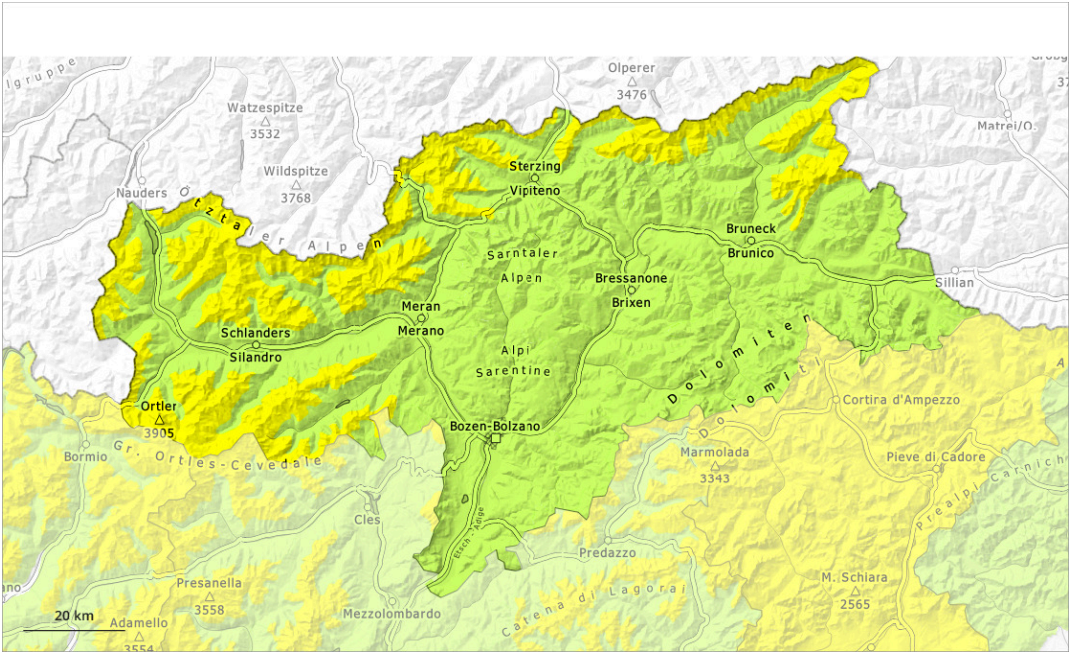 Olperer
3476
Watzespitze
3532
Matrei/O.
Wildspitze
3768
Nauders
Sterzing
Vipiteno
Ötztaler Alpen
Bruneck
Brunico
Sarntaler
Alpen
Bressanone
Brixen
Sillian
Meran
Merano
Schlanders
Silandro
Alpi
Sarentine
Dolomiten
Dolomiti
Ortler
3905
Cortira d'Ampezzo
Bozen-Bolzano
Gr. Ortles-Cevedale
Bormio
Marmolada
3343
Pieve di Cadore
Prealpi Carnich
Cles
Etsch - Adige
Predazzo
Presanella
3558
M. Schiara
2565
Catena di Lagorai
Mezzolombardo
20 km
Adamello
3554